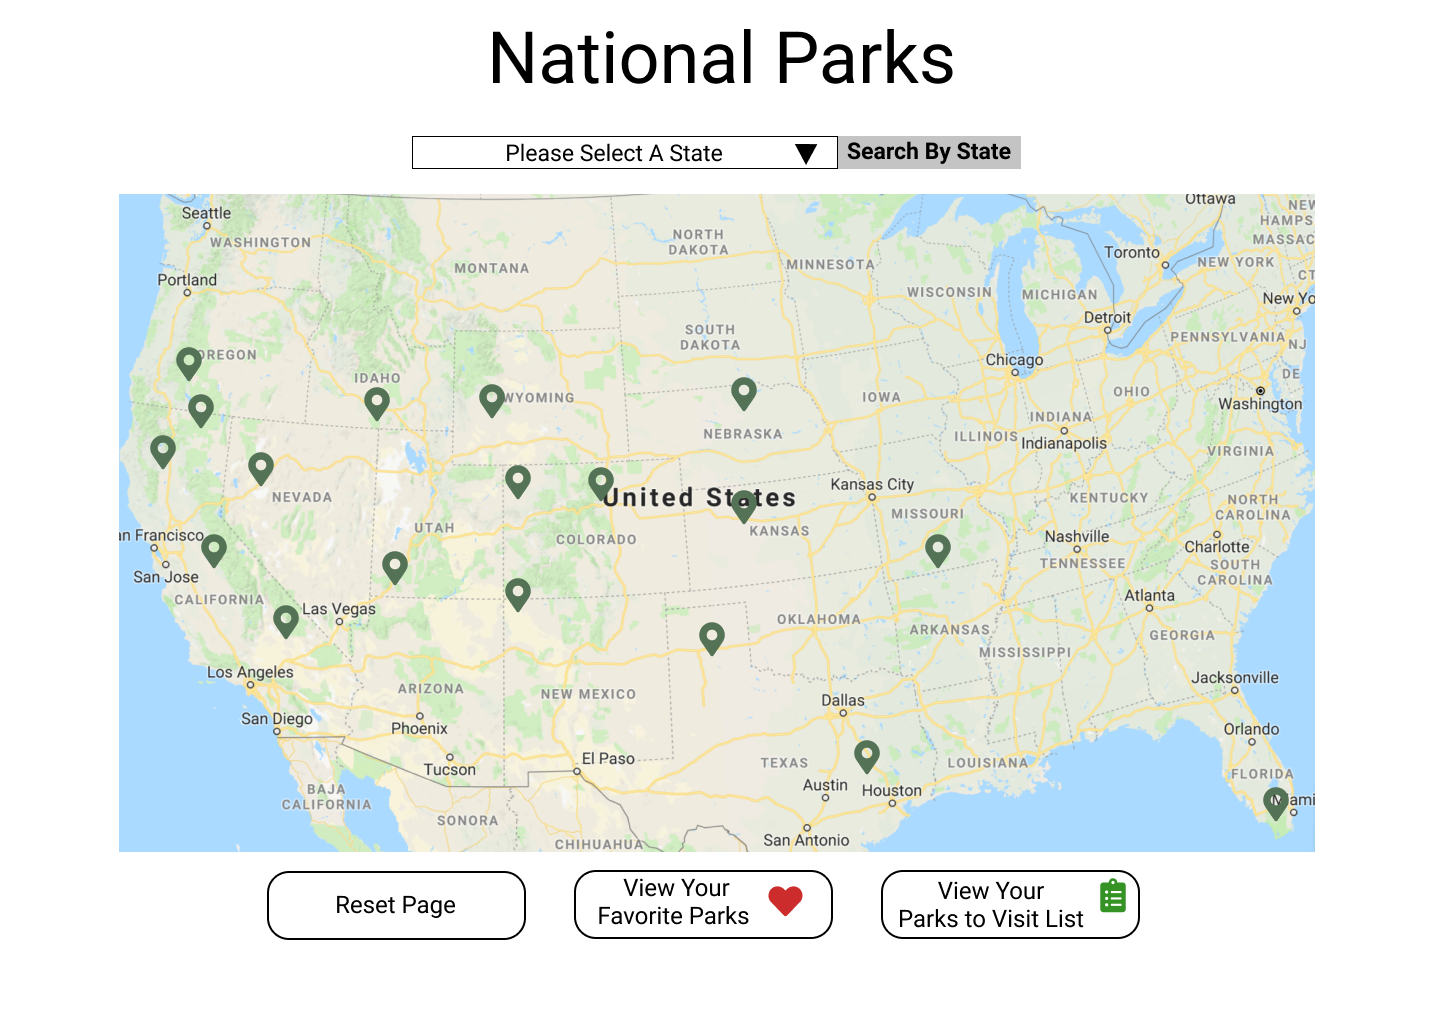 National Parks
Please Select A State
Search By State
Ottawa
Seattle
WASHINGTON
NORTH
DAKOTA
MONTANA
MINNESOTA
Toronto
NEW
HAMPS
MASSAC
NEW YORK
CT
Portland
WISCONSIN
MICHIGAN
New Yo
Detroit
SOUTH
DAKOTA
PENNSYLVANIA
NJ
OREGON
Chicago
IDAHO
WYOMING
IOWA
OHIO
DE
Washington
NEBRASKA
INDIANA
ILLINOIS
Indianapolis
VIRGINIA
NEVADA
United States
Kansas City
KENTUCKY
MISSOURI
NORTH
CAROLINA
UTAH
COLORADO
KANSAS
an Francisco
Nashville
Charlotte
San Jose
TENNESSEE
SOUTH
CAROLINA
CALIFORNIA
Las Vegas
Atlanta
OKLAHOMA
ARKANSAS
GEORGIA
MISSISSIPPI
Los Angeles
ARIZONA
NEW MEXICO
Jacksonville
San Diego
Phoenix
Dallas
Orlando
El Paso
TEXAS
LOUISIANA
Tucson
FLORIDA
BAJA
CALIFORNIA
Austin
Houston
Miami
SONORA
CHIHUAHUA
San Antonio
Reset Page
View Your
Favorite Parks
View Your
Parks to Visit List